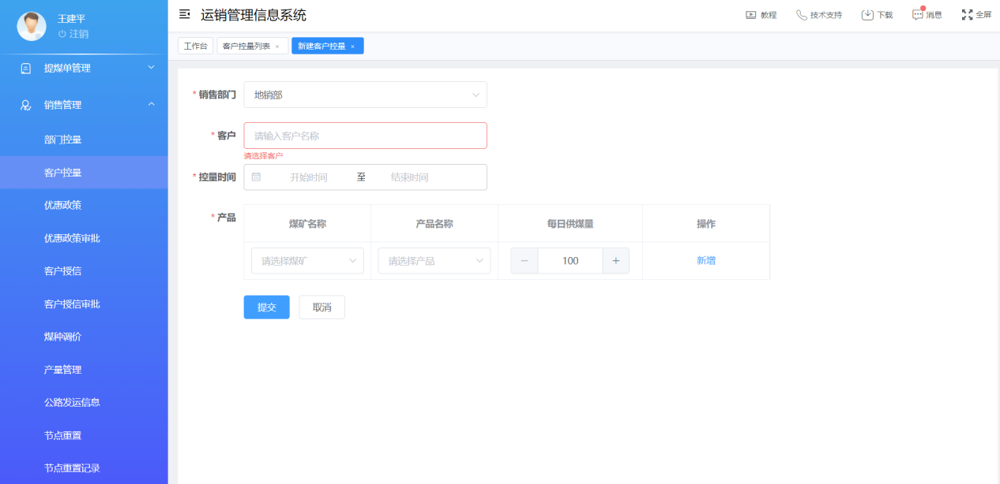 王建平
注销
提煤单管理
销售管理
部门控量
客户控量
优惠政策
优惠政策审批
客户授信
客户授信审批
煤种调价
产量管理
公路发运信息
节点重置
节点重置记录
运销管理信息系统
教程 技术支持 下载 消息 全屏
工作台 客户控量列表 × 新建客户控量 ×
* 销售部门 地销部
* 客户 请输入客户名称
请选择客户
* 控量时间 开始时间 至 结束时间
* 产品 煤矿名称 产品名称 每日供煤量 操作
请选择煤矿 请选择产品 − 100 + 新增
提交 取消